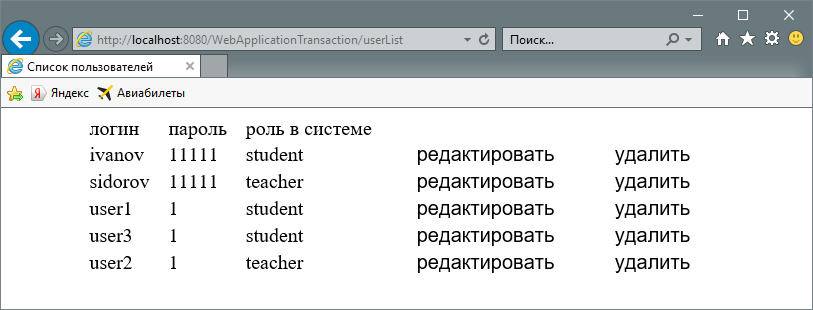 http://localhost:8080/WebApplicationTransaction/userList
Поиск...
Список пользователей
Яндекс Авиабилеты
логин пароль роль в системе
ivanov 11111 student редактировать удалить
sidorov 11111 teacher редактировать удалить
user1 1 student редактировать удалить
user3 1 student редактировать удалить
user2 1 teacher редактировать удалить